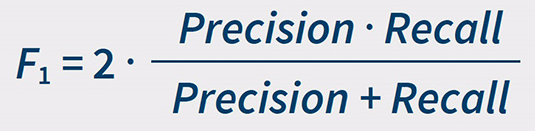 F₁ = 2 · Precision · Recall / Precision + Recall